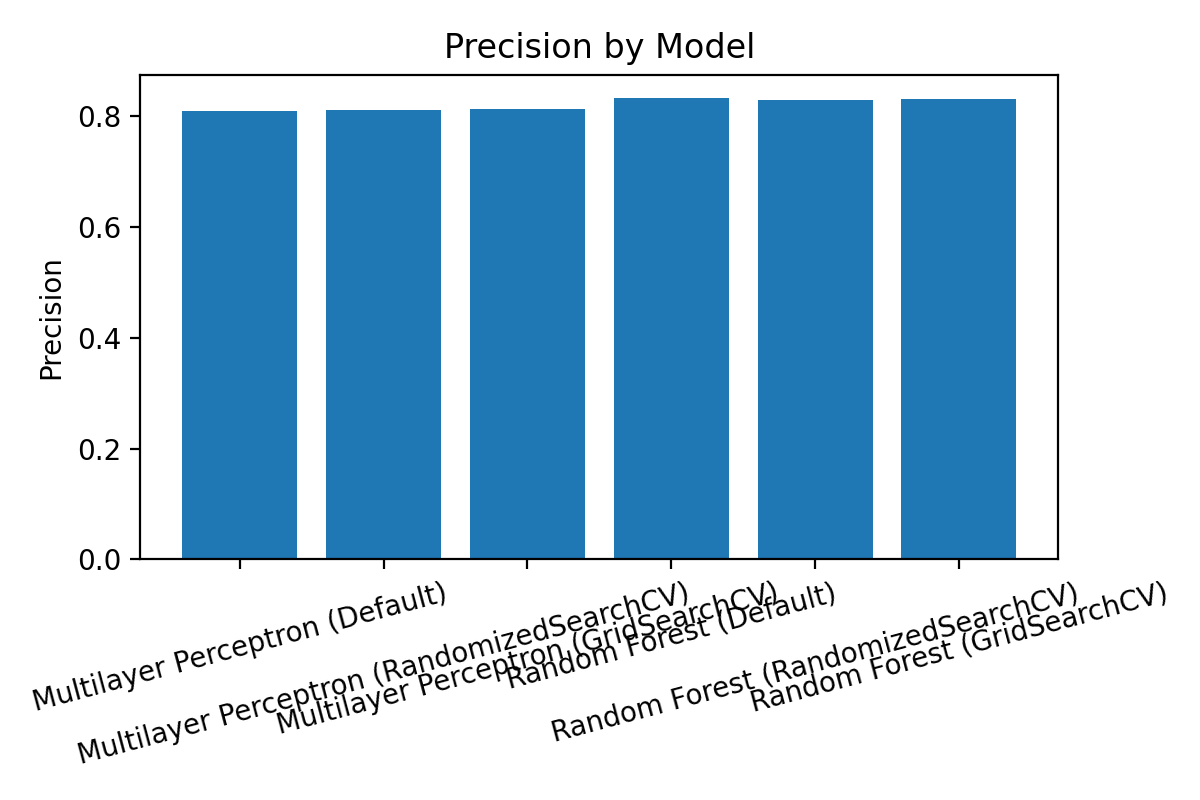 Precision by Model
Precision
0.8
0.6
0.4
0.2
0.0
Multilayer Perceptron (Default)
Multilayer Perceptron (RandomizedSearchCV)
Multilayer Perceptron (GridSearchCV)
Random Forest (Default)
Random Forest (RandomizedSearchCV)
Random Forest (GridSearchCV)